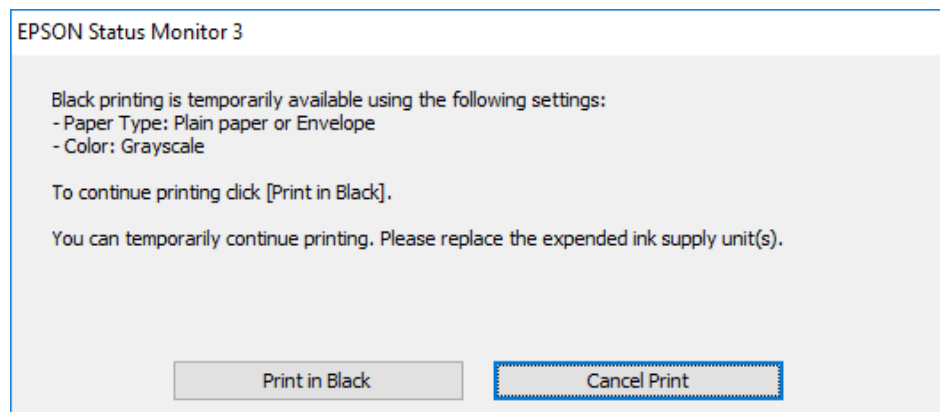 EPSON Status Monitor 3
Black printing is temporarily available using the following settings:
- Paper Type: Plain paper or Envelope
- Color: Grayscale
To continue printing click [Print in Black].
You can temporarily continue printing. Please replace the expended ink supply unit(s).
Print in Black
Cancel Print